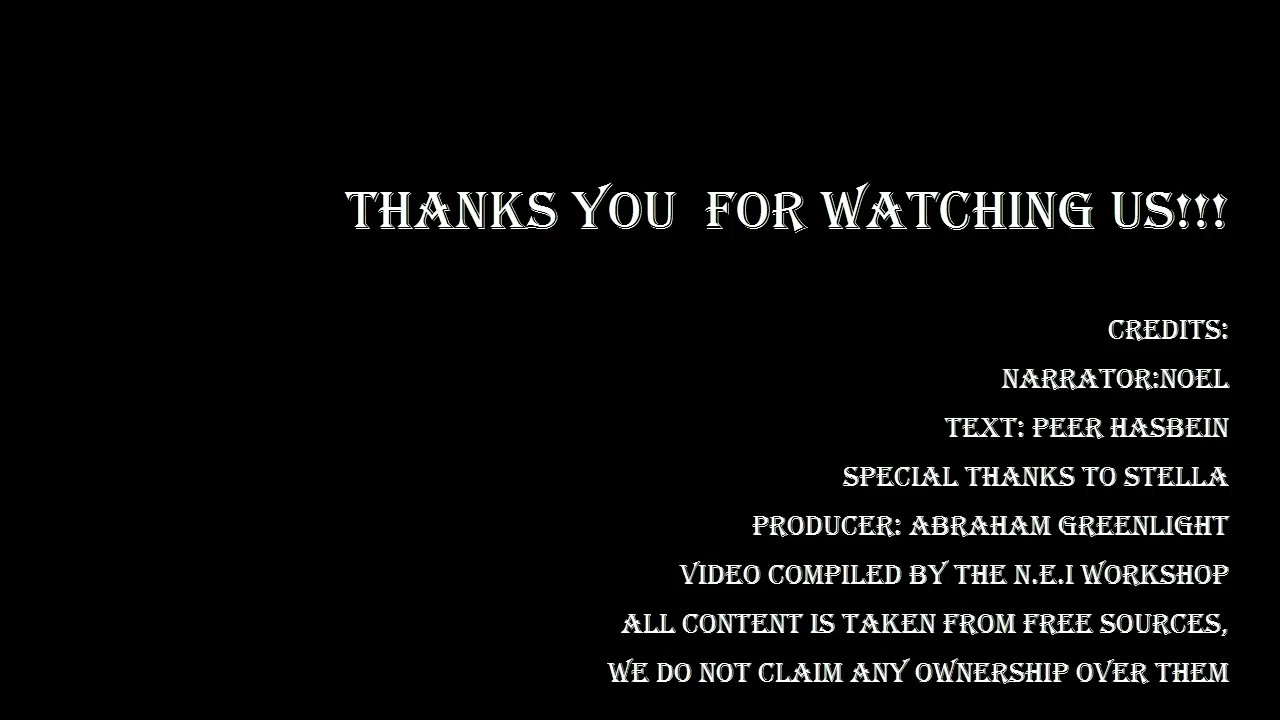 THANKS YOU  FOR WATCHING US!!!
CREDITS:
NARRATOR:NOEL
TEXT: PEER HASBEIN
SPECIAL THANKS TO STELLA
PRODUCER: ABRAHAM GREENLIGHT
VIDEO COMPILED BY THE N.E.I WORKSHOP
ALL CONTENT IS TAKEN FROM FREE SOURCES,
WE DO NOT CLAIM ANY OWNERSHIP OVER THEM